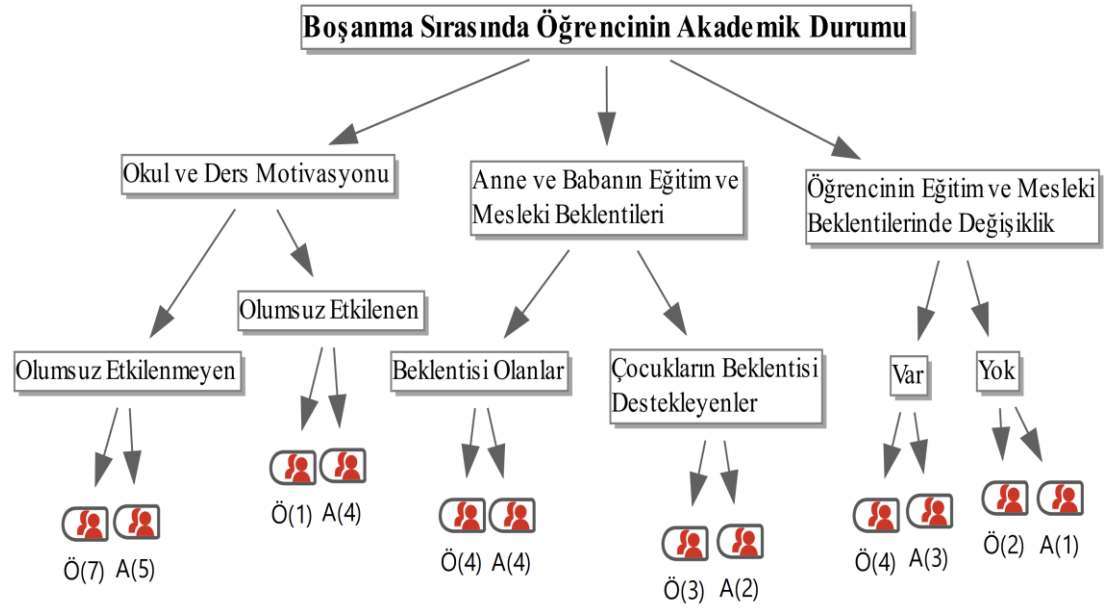 Boşanma Sırasında Öğrencinin Akademik Durumu
Okul ve Ders Motivasyonu
Anne ve Babanın Eğitim ve
Mesleki Beklentileri
Öğrencinin Eğitim ve Mesleki
Beklentilerinde Değişiklik
Olumsuz Etkilenen
Olumsuz Etkilenmeyen
Beklentisi Olanlar
Çocukların Beklentisi
Destekleyenler
Var
Yok
Ö(1) A(4)
Ö(7) A(5)
Ö(4) A(4)
Ö(3) A(2)
Ö(4) A(3)
Ö(2) A(1)